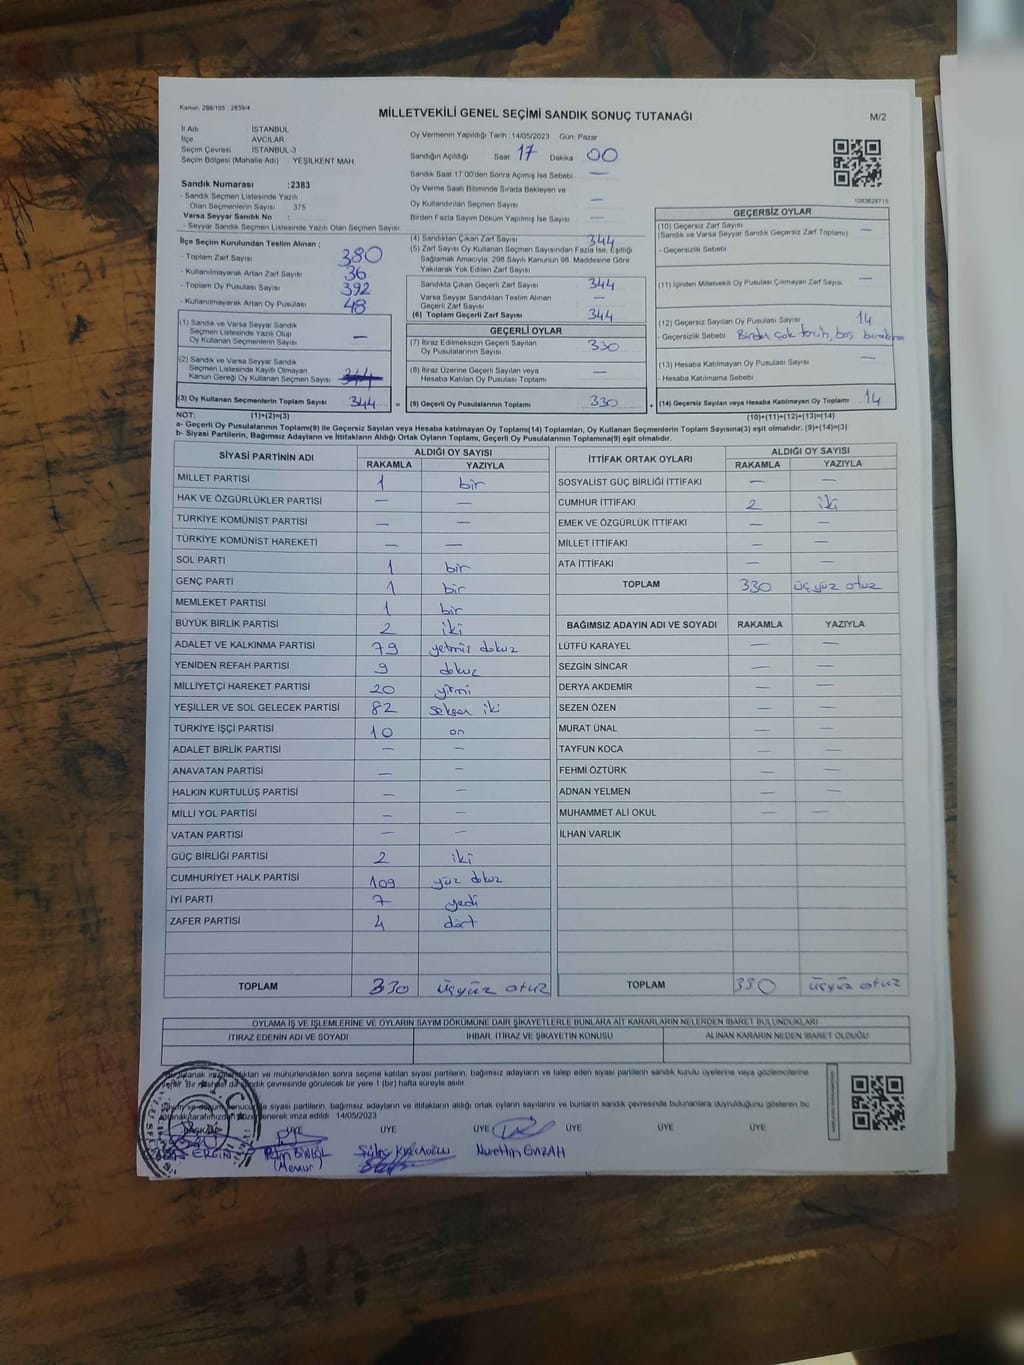 Kanun, 298/105 ; 2839/4
MİLLETVEKİLİ GENEL SEÇİMİ SANDIK SONUÇ TUTANAĞI
M/2
İl Adı İSTANBUL
İlçe AVCILAR
Seçim Çevresi İSTANBUL-3
Seçim Bölgesi (Mahalle Adı) YEŞİLKENT MAH
Sandık Numarası :2383
- Sandık Seçmen Listesinde Yazılı
Olan Seçmenlerin Sayısı 375
Varsa Seyyar Sandık No :
- Seyyar Sandık Seçmen Listesinde Yazılı Olan Seçmen Sayısı:
Oy Vermenin Yapıldığı Tarih :14/05/2023 Gün: Pazar
Sandığın Açıldığı Saat 17 Dakika 00
Sandık Saat 17:00'den Sonra Açılmış İse Sebebi —
Oy Verme Saati Bitiminde Sırada Bekleyen ve
Oy Kullandırılan Seçmen Sayısı —
Birden Fazla Sayım Döküm Yapılmış İse Sayısı —
1083628715
İlçe Seçim Kurulundan Teslim Alınan ;
- Toplam Zarf Sayısı 380
- Kullanılmayarak Artan Zarf Sayısı 36
- Toplam Oy Pusulası Sayısı 392
- Kullanılmayarak Artan Oy Pusulası 48
(1) Sandık ve Varsa Seyyar Sandık
Seçmen Listesinde Yazılı Olup
Oy Kullanan Seçmen Sayısı —
(2) Sandık ve Varsa Seyyar Sandık
Seçmen Listesinde Kayıtlı Olmayan
Kanun Gereği Oy Kullanan Seçmen Sayısı 344
(3) Oy Kullanan Seçmenlerin Toplam Sayısı 344 =
(4) Sandıktan Çıkan Zarf Sayısı 344
(5) Zarf Sayısı Oy Kullanan Seçmen Sayısından Fazla İse, Eşitliği
Sağlamak Amacıyla, 298 Sayılı Kanunun 98. Maddesine Göre
Yakılarak Yok Edilen Zarf Sayısı
Sandıkta Çıkan Geçerli Zarf Sayısı 344
Varsa Seyyar Sandıktan Teslim Alınan
Geçerli Zarf Sayısı —
(6) Toplam Geçerli Zarf Sayısı 344
GEÇERLİ OYLAR
(7) İtiraz Edilmeksizin Geçerli Sayılan
Oy Pusulalarının Sayısı 330
(8) İtiraz Üzerine Geçerli Sayılan veya
Hesaba Katılan Oy Pusulası Toplamı —
(9) Geçerli Oy Pusulalarının Toplamı 330 +
GEÇERSİZ OYLAR
(10) Geçersiz Zarf Sayısı
(Sandık ve Varsa Seyyar Sandık Geçersiz Zarf Toplamı) —
- Geçersizlik Sebebi
(11) İçinden Milletvekili Oy Pusulası Çıkmayan Zarf Sayısı —
(12) Geçersiz Sayılan Oy Pusulası Sayısı 14
- Geçersizlik Sebebi Birden çok tercih, boş bırakılması
(13) Hesaba Katılmayan Oy Pusulası Sayısı —
- Hesaba Katılmama Sebebi
(14) Geçersiz Sayılan veya Hesaba Katılmayan Oy Toplamı 14
NOT: (1)+(2)=(3) (10)+(11)+(12)+(13)=(14)
a- Geçerli Oy Pusulalarının Toplamı(9) ile Geçersiz Sayılan veya Hesaba katılmayan Oy Toplamı(14) Toplamları, Oy Kullanan Seçmenlerin Toplam Sayısına(3) eşit olmalıdır. (9)+(14)=(3)
b- Siyasi Partilerin, Bağımsız Adayların ve İttifakların Aldığı Ortak Oyların Toplamı, Geçerli Oy Pusulalarının Toplamına(9) eşit olmalıdır.
SİYASİ PARTİNİN ADI ALDIĞI OY SAYISI
RAKAMLA YAZIYLA
MİLLET PARTİSİ 1 bir
HAK VE ÖZGÜRLÜKLER PARTİSİ — —
TÜRKİYE KOMÜNİST PARTİSİ — —
TÜRKİYE KOMÜNİST HAREKETİ — —
SOL PARTİ 1 bir
GENÇ PARTİ 1 bir
MEMLEKET PARTİSİ 1 bir
BÜYÜK BİRLİK PARTİSİ 2 iki
ADALET VE KALKINMA PARTİSİ 79 yetmiş dokuz
YENİDEN REFAH PARTİSİ 9 dokuz
MİLLİYETÇİ HAREKET PARTİSİ 20 yirmi
YEŞİLLER VE SOL GELECEK PARTİSİ 82 seksen iki
TÜRKİYE İŞÇİ PARTİSİ 10 on
ADALET BİRLİK PARTİSİ — —
ANAVATAN PARTİSİ — —
HALKIN KURTULUŞ PARTİSİ — —
MİLLİ YOL PARTİSİ — —
VATAN PARTİSİ — —
GÜÇ BİRLİĞİ PARTİSİ 2 iki
CUMHURİYET HALK PARTİSİ 109 yüz dokuz
İYİ PARTİ 7 yedi
ZAFER PARTİSİ 4 dört
TOPLAM 330 üçyüz otuz
İTTİFAK ORTAK OYLARI ALDIĞI OY SAYISI
RAKAMLA YAZIYLA
SOSYALİST GÜÇ BİRLİĞİ İTTİFAKI — —
CUMHUR İTTİFAKI 2 iki
EMEK VE ÖZGÜRLÜK İTTİFAKI — —
MİLLET İTTİFAKI — —
ATA İTTİFAKI — —
TOPLAM 330 üçyüz otuz
BAĞIMSIZ ADAYIN ADI VE SOYADI RAKAMLA YAZIYLA
LÜTFÜ KARAYEL — —
SEZGİN SİNCAR — —
DERYA AKDEMİR — —
SEZEN ÖZEN — —
MURAT ÜNAL — —
TAYFUN KOCA — —
FEHMİ ÖZTÜRK — —
ADNAN YELMEN — —
MUHAMMET ALİ OKUL — —
İLHAN VARLIK
TOPLAM 330 üçyüz otuz
OYLAMA İŞ VE İŞLEMLERİNE VE OYLARIN SAYIM DÖKÜMÜNE DAİR ŞİKAYETLERLE BUNLARA AİT KARARLARIN NELERDEN İBARET BULUNDUKLARI
İTİRAZ EDENİN ADI VE SOYADI İHBAR, İTİRAZ VE ŞİKAYETİN KONUSU ALINAN KARARIN NEDEN İBARET OLDUĞU
tutanak imzalandıktan ve mühürlendikten sonra seçime katılan siyasi partilerin, bağımsız adayların ve talep eden siyasi partilerin sandık kurulu üyelerine veya gözlemcilerine
Bir nüshası da sandık çevresinde görülecek bir yere 1 (bir) hafta süreyle asılır.
siyasi partilerin, bağımsız adayların ve ittifakların aldığı ortak oyların sayılarını ve bunların sandık çevresinde bulunanlara duyrulduğunu gösteren bu
imza edildi 14/05/2023
BAŞKAN ÜYE ÜYE ÜYE ÜYE ÜYE ÜYE
ERGİN
(Memur)
Nurettin